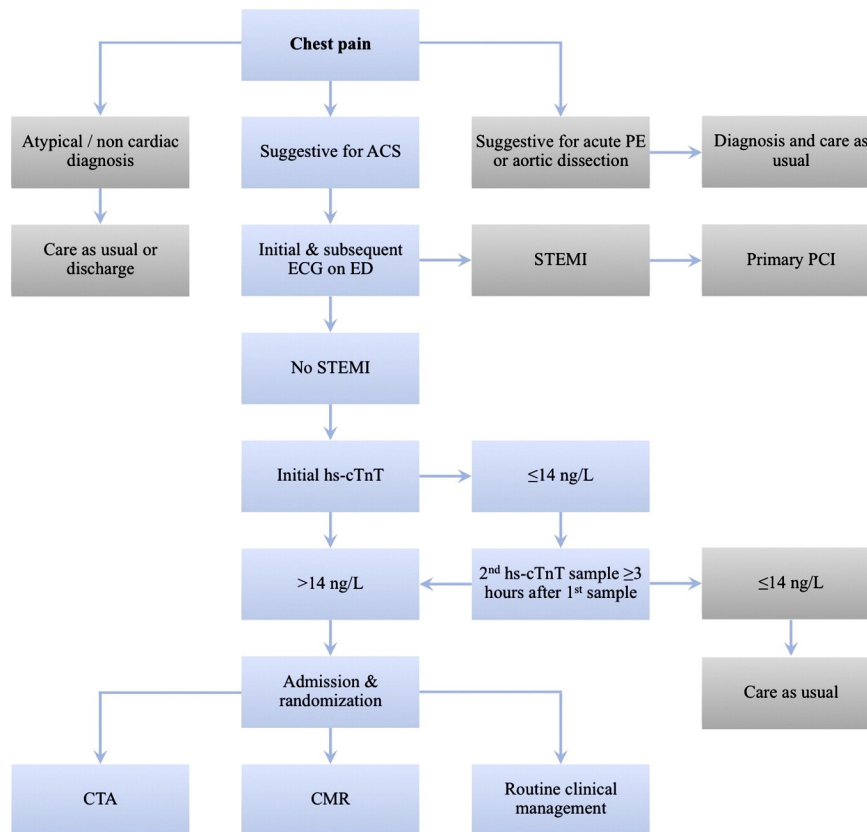 Chest pain
Atypical / non cardiac
diagnosis
Suggestive for ACS
Suggestive for acute PE
or aortic dissection
Diagnosis and care as
usual
Care as usual or
discharge
Initial & subsequent
ECG on ED
STEMI
Primary PCI
No STEMI
Initial hs-cTnT
≤14 ng/L
>14 ng/L
2nd hs-cTnT sample ≥3
hours after 1st sample
≤14 ng/L
Admission &
randomization
Care as usual
CTA
CMR
Routine clinical
management